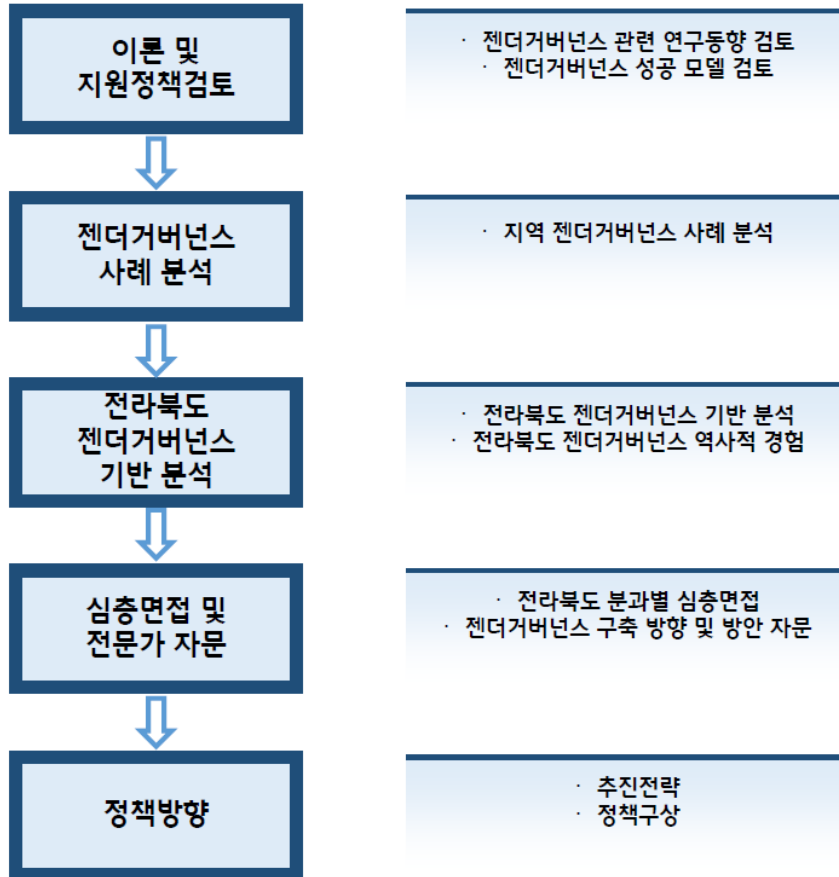 이론 및
지원정책검토
· 젠더거버넌스 관련 연구동향 검토
· 젠더거버넌스 성공 모델 검토
젠더거버넌스
사례 분석
· 지역 젠더거버넌스 사례 분석
전라북도
젠더거버넌스
기반 분석
· 전라북도 젠더거버넌스 기반 분석
· 전라북도 젠더거버넌스 역사적 경험
심층면접 및
전문가 자문
· 전라북도 분과별 심층면접
· 젠더거버넌스 구축 방향 및 방안 자문
정책방향
· 추진전략
· 정책구상